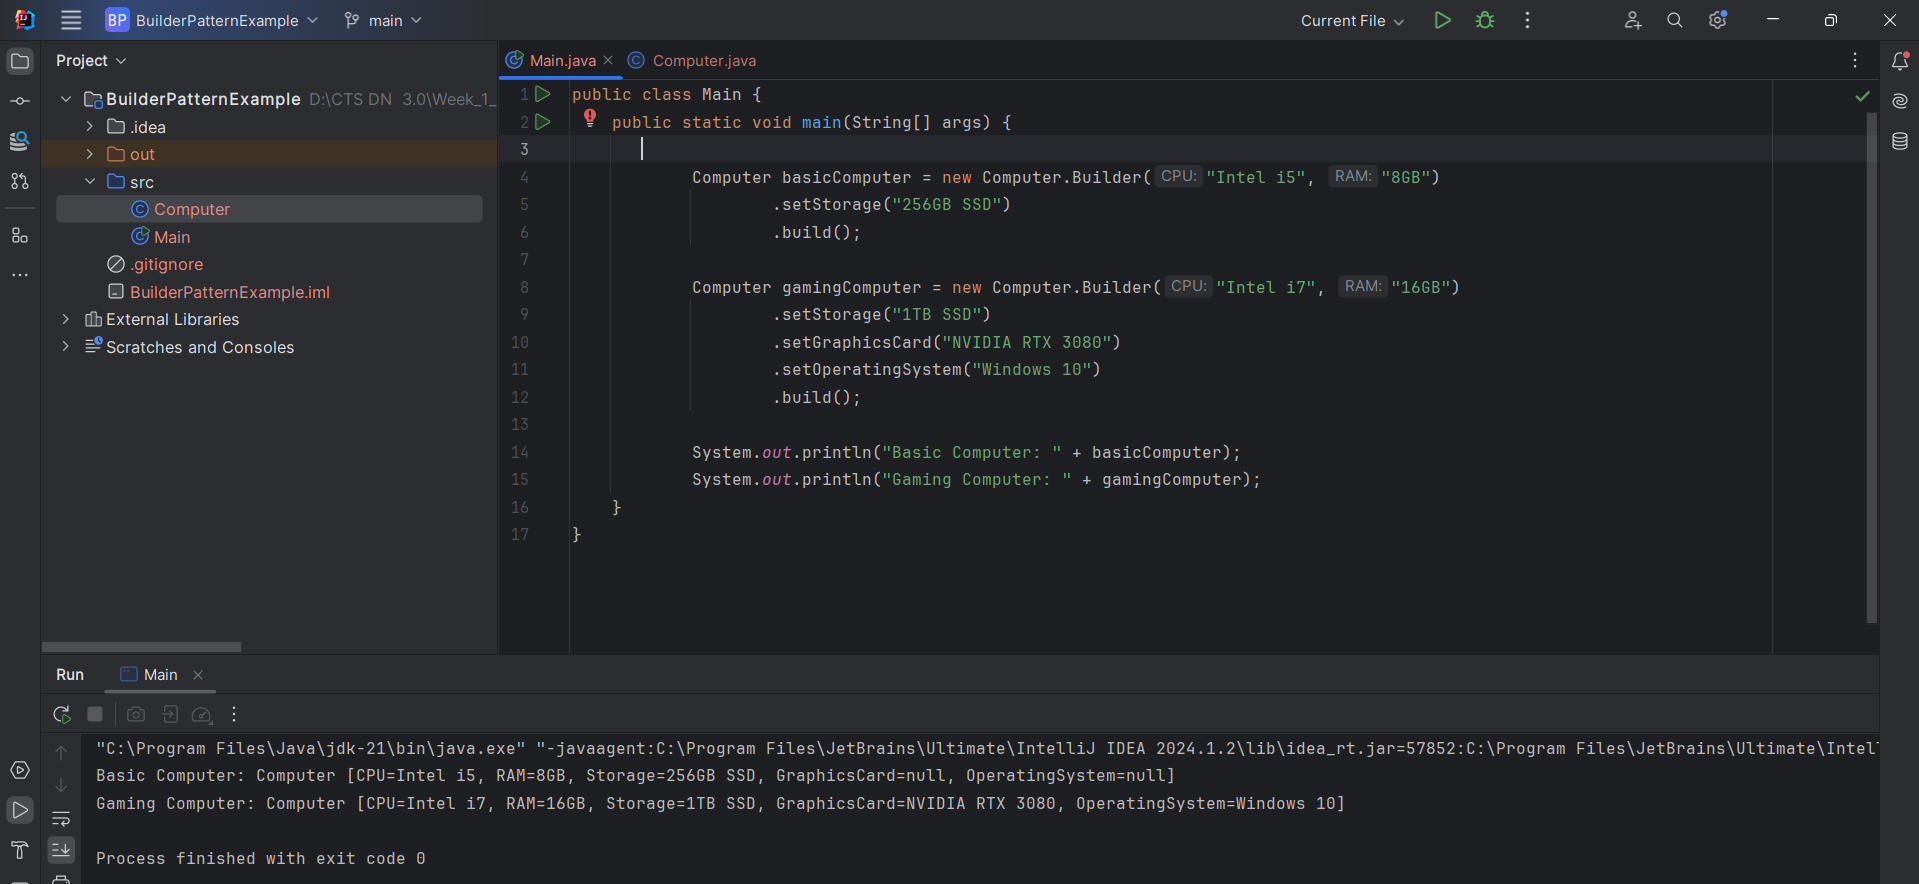 BP BuilderPatternExample main Current File
Project
BuilderPatternExample D:\CTS DN 3.0\Week_1_
.idea
out
src
Computer
Main
.gitignore
BuilderPatternExample.iml
External Libraries
Scratches and Consoles
Main.java Computer.java
1 public class Main {
2 public static void main(String[] args) {
3
4 Computer basicComputer = new Computer.Builder( CPU: "Intel i5", RAM: "8GB")
5 .setStorage("256GB SSD")
6 .build();
7
8 Computer gamingComputer = new Computer.Builder( CPU: "Intel i7", RAM: "16GB")
9 .setStorage("1TB SSD")
10 .setGraphicsCard("NVIDIA RTX 3080")
11 .setOperatingSystem("Windows 10")
12 .build();
13
14 System.out.println("Basic Computer: " + basicComputer);
15 System.out.println("Gaming Computer: " + gamingComputer);
16 }
17 }
Run Main
"C:\Program Files\Java\jdk-21\bin\java.exe" "-javaagent:C:\Program Files\JetBrains\Ultimate\IntelliJ IDEA 2024.1.2\lib\idea_rt.jar=57852:C:\Program Files\JetBrains\Ultimate\Intel
Basic Computer: Computer [CPU=Intel i5, RAM=8GB, Storage=256GB SSD, GraphicsCard=null, OperatingSystem=null]
Gaming Computer: Computer [CPU=Intel i7, RAM=16GB, Storage=1TB SSD, GraphicsCard=NVIDIA RTX 3080, OperatingSystem=Windows 10]
Process finished with exit code 0